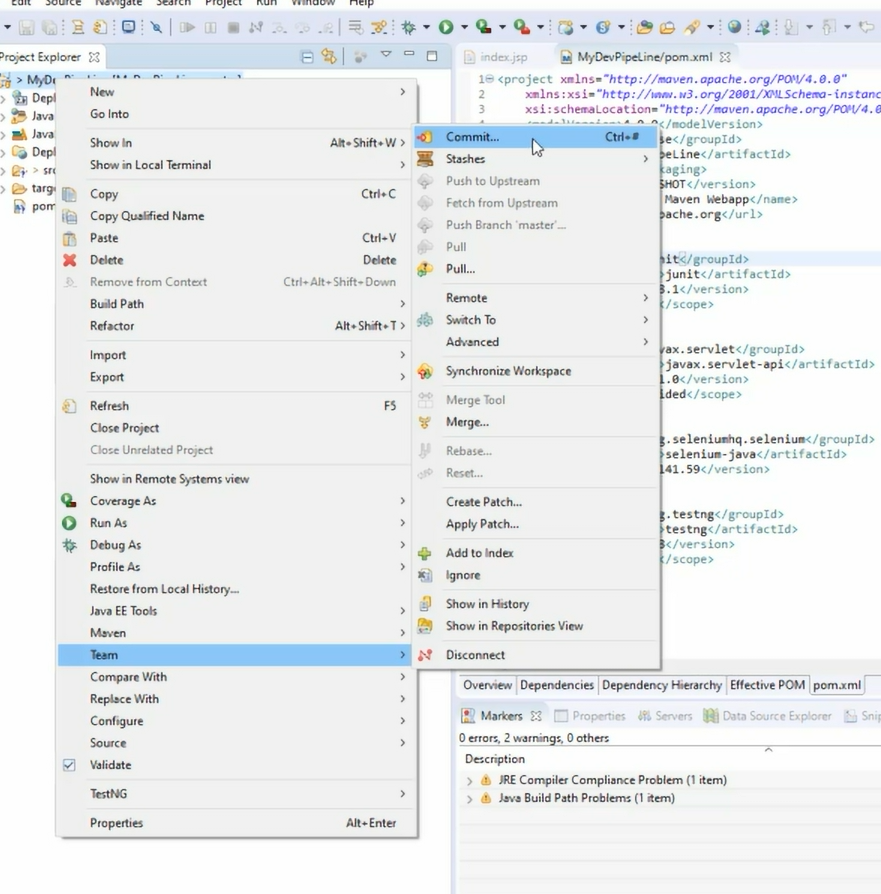 Edit Source Navigate Search Project Run Window Help
Project Explorer
index.jsp MyDevPipeLine/pom.xml
Depl
Java
Java
Depl
> src
targ
pom
New
Go Into
Show In Alt+Shift+W >
Show in Local Terminal
Copy Ctrl+C
Copy Qualified Name
Paste Ctrl+V
Delete Delete
Remove from Context Ctrl+Alt+Shift+Down
Build Path
Refactor Alt+Shift+T >
Import
Export
Refresh F5
Close Project
Close Unrelated Project
Show in Remote Systems view
Coverage As
Run As
Debug As
Profile As
Restore from Local History...
Java EE Tools
Maven
Team
Compare With
Replace With
Configure
Source
Validate
TestNG
Properties Alt+Enter
Commit... Ctrl+#
Stashes
Push to Upstream
Fetch from Upstream
Push Branch 'master'...
Pull
Pull...
Remote
Switch To
Advanced
Synchronize Workspace
Merge Tool
Merge...
Rebase...
Reset...
Create Patch...
Apply Patch...
Add to Index
Ignore
Show in History
Show in Repositories View
Disconnect
1 <project xmlns="http://maven.apache.org/POM/4.0.0"
2 xmlns:xsi="http://www.w3.org/2001/XMLSchema-instanc
3 xsi:schemaLocation="http://maven.apache.org/POM/4.0
</modelVersion>
se</groupId>
peLine</artifactId>
kaging>
SHOT</version>
Maven Webapp</name>
pache.org</url>
nit</groupId>
junit</artifactId>
8.1</version>
</scope>
vax.servlet</groupId>
javax.servlet-api</artifactId>
1.0</version>
ided</scope>
g.seleniumhq.selenium</groupId>
selenium-java</artifactId>
141.59</version>
g.testng</groupId>
testng</artifactId>
8</version>
</scope>
Overview Dependencies Dependency Hierarchy Effective POM pom.xml
Markers Properties Servers Data Source Explorer Snip
0 errors, 2 warnings, 0 others
Description
JRE Compiler Compliance Problem (1 item)
Java Build Path Problems (1 item)